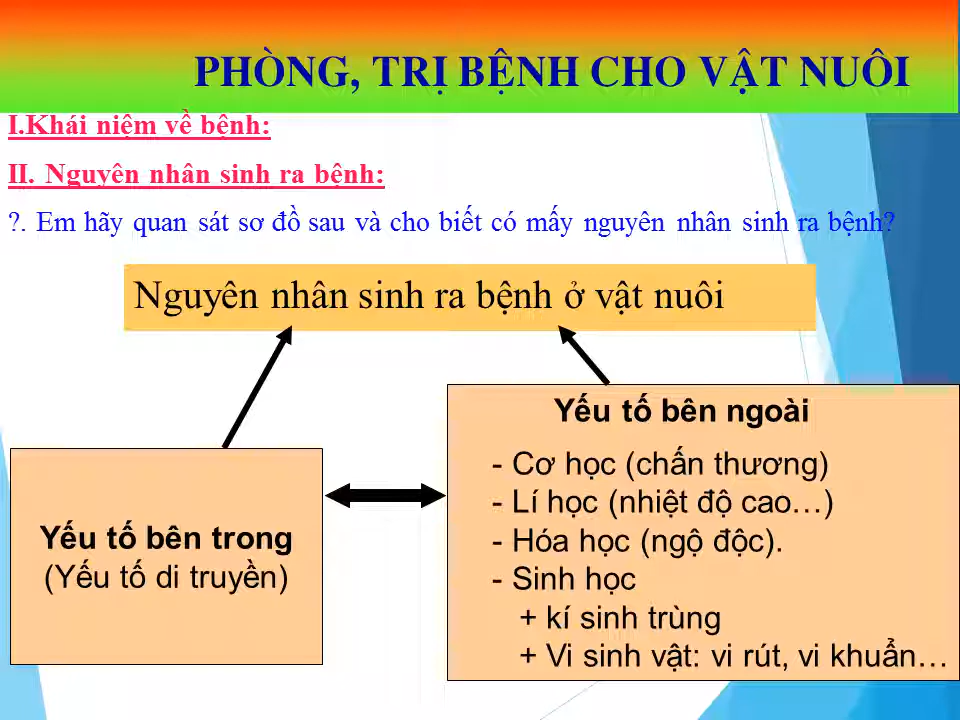 PHÒNG, TRỊ BỆNH CHO VẬT NUÔI
I.Khái niệm về bệnh:
II. Nguyên nhân sinh ra bệnh:
?. Em hãy quan sát sơ đồ sau và cho biết có mấy nguyên nhân sinh ra bệnh?
Nguyên nhân sinh ra bệnh ở vật nuôi
Yếu tố bên trong
(Yếu tố di truyền)
Yếu tố bên ngoài
- Cơ học (chấn thương)
- Lí học (nhiệt độ cao…)
- Hóa học (ngộ độc).
- Sinh học
+ kí sinh trùng
+ Vi sinh vật: vi rút, vi khuẩn…